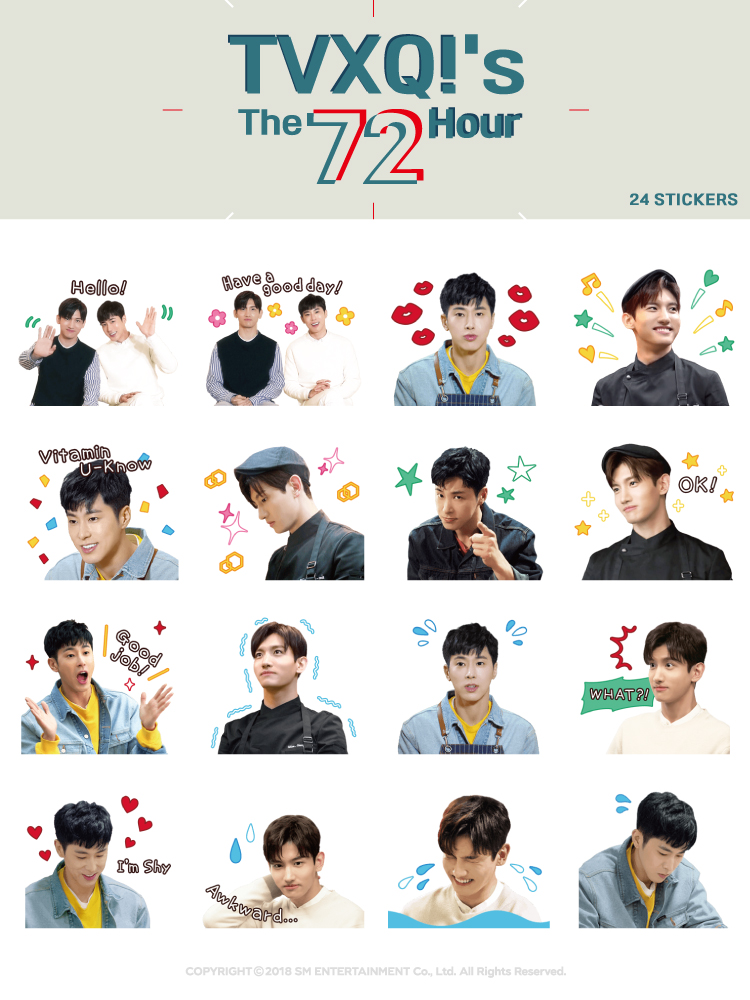 TVXQ!'s
The 72 Hour
24 STICKERS
Hello!
Have a
good day!
Vitamin
U-Know
OK!
Good
job!
WHAT?!
I'm Shy
Awkward...
COPYRIGHT©2018 SM ENTERTAINMENT Co., Ltd. All Rights Reserved.